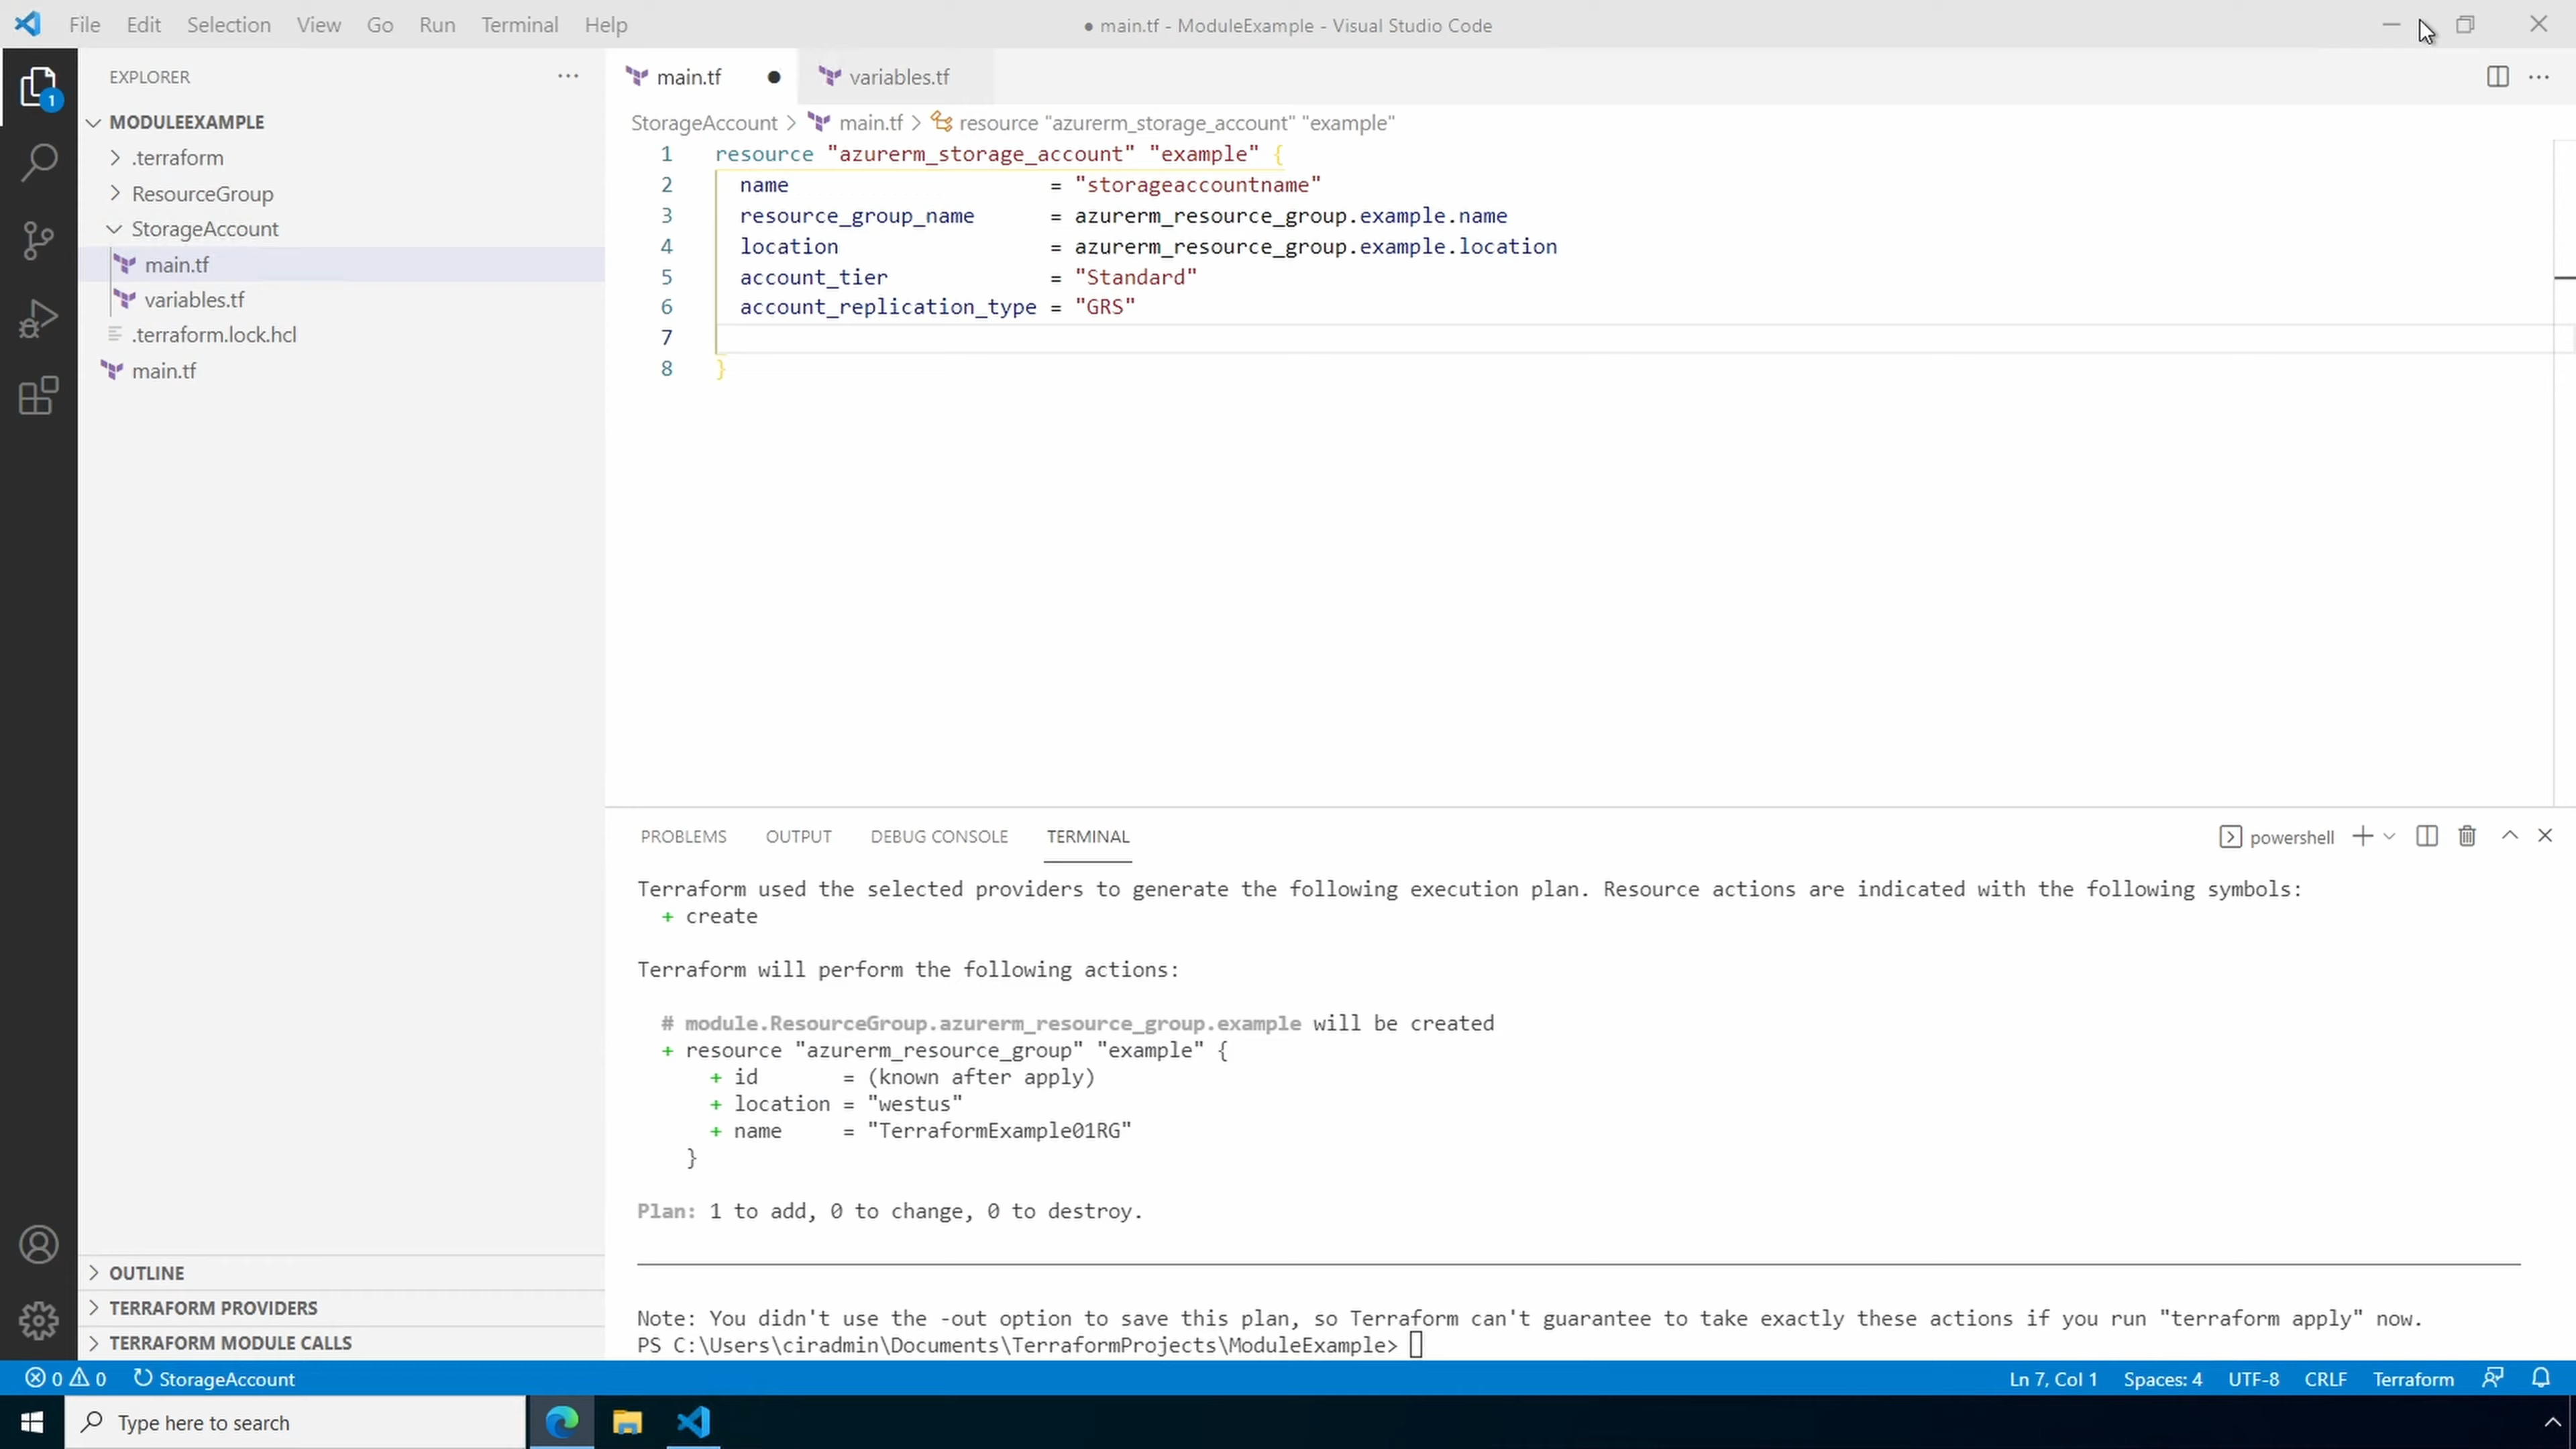 File Edit Selection View Go Run Terminal Help
● main.tf - ModuleExample - Visual Studio Code
EXPLORER
MODULEEXAMPLE
.terraform
ResourceGroup
StorageAccount
main.tf
variables.tf
.terraform.lock.hcl
main.tf
OUTLINE
TERRAFORM PROVIDERS
TERRAFORM MODULE CALLS
1
main.tf
variables.tf
StorageAccount > main.tf > resource "azurerm_storage_account" "example"
1 resource "azurerm_storage_account" "example" {
2 name = "storageaccountname"
3 resource_group_name = azurerm_resource_group.example.name
4 location = azurerm_resource_group.example.location
5 account_tier = "Standard"
6 account_replication_type = "GRS"
7
8 }
PROBLEMS OUTPUT DEBUG CONSOLE TERMINAL
powershell
Terraform used the selected providers to generate the following execution plan. Resource actions are indicated with the following symbols:
+ create
Terraform will perform the following actions:
# module.ResourceGroup.azurerm_resource_group.example will be created
+ resource "azurerm_resource_group" "example" {
+ id = (known after apply)
+ location = "westus"
+ name = "TerraformExample01RG"
}
Plan: 1 to add, 0 to change, 0 to destroy.
Note: You didn't use the -out option to save this plan, so Terraform can't guarantee to take exactly these actions if you run "terraform apply" now.
PS C:\Users\ciradmin\Documents\TerraformProjects\ModuleExample>
0 0 StorageAccount
Ln 7, Col 1 Spaces: 4 UTF-8 CRLF Terraform
Type here to search